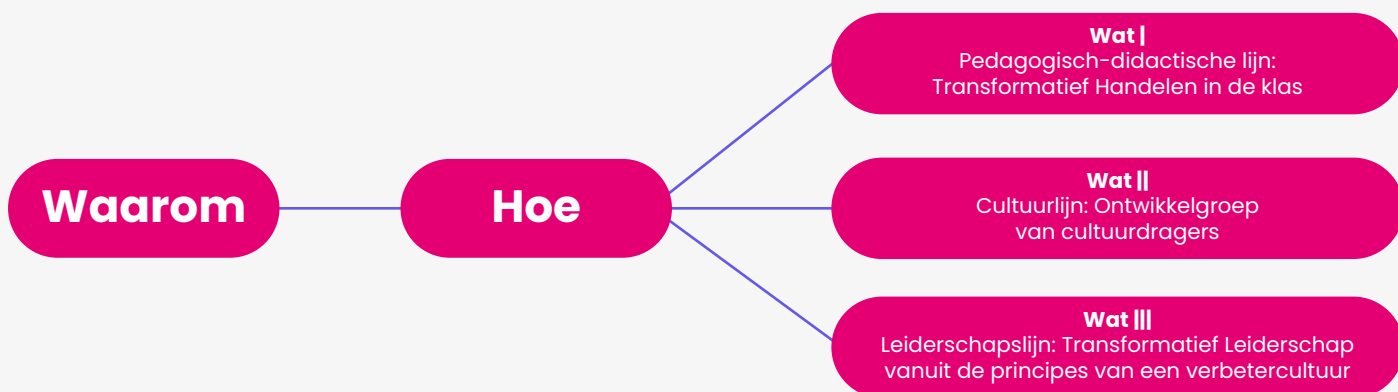 Waarom
Hoe
Wat |
Pedagogisch-didactische lijn:
Transformatief Handelen in de klas
Wat ||
Cultuurlijn: Ontwikkelgroep
van cultuurdragers
Wat |||
Leiderschapslijn: Transformatief Leiderschap
vanuit de principes van een verbetercultuur